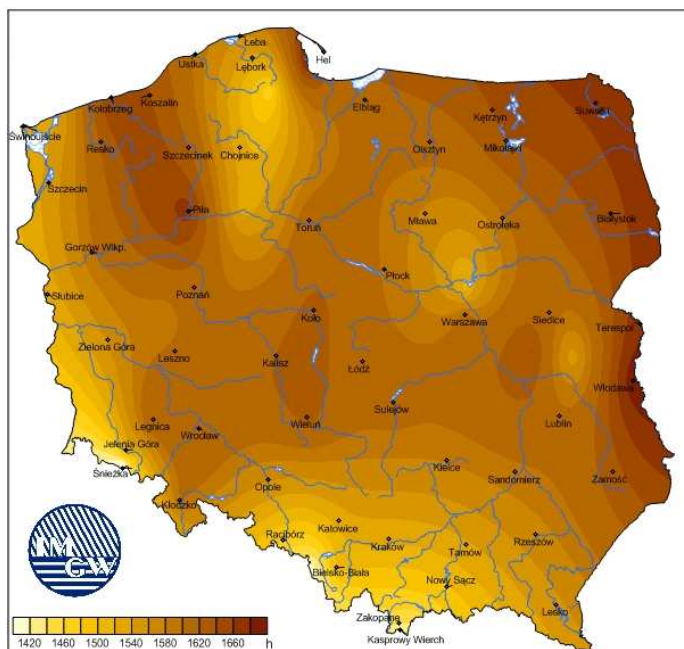 Łeba
Ustka
Hel
Lębork
Kołobrzeg
Koszalin
Elbląg
Kętrzyn
Suwałki
Świnoujście
Resko
Szczecinek
Chojnice
Olsztyn
Mikołajki
Szczecin
Piła
Toruń
Mława
Ostrołęka
Białystok
Gorzów Wlkp.
Płock
Słubice
Poznań
Koło
Warszawa
Siedlce
Terespol
Zielona Góra
Leszno
Kalisz
Łódź
Włodawa
Sulejów
Legnica
Wrocław
Wieluń
Lublin
Jelenia Góra
Śnieżka
Kielce
Sandomierz
Zamość
Opole
Kłodzko
Katowice
Racibórz
Kraków
Tarnów
Rzeszów
Bielsko-Biała
Nowy Sącz
Lesko
Zakopane
Kasprowy Wierch
IM
GW
1420 1460 1500 1540 1580 1620 1660 h